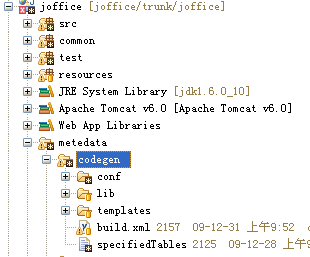 joffice [joffice/trunk/joffice]
src
common
test
resources
JRE System Library [jdk1.6.0_10]
Apache Tomcat v6.0 [Apache Tomcat v6.0]
Web App Libraries
metedata
codegen
conf
lib
templates
build.xml 2157 09-12-31 上午9:52
specifiedTables 2125 09-12-28 上午9